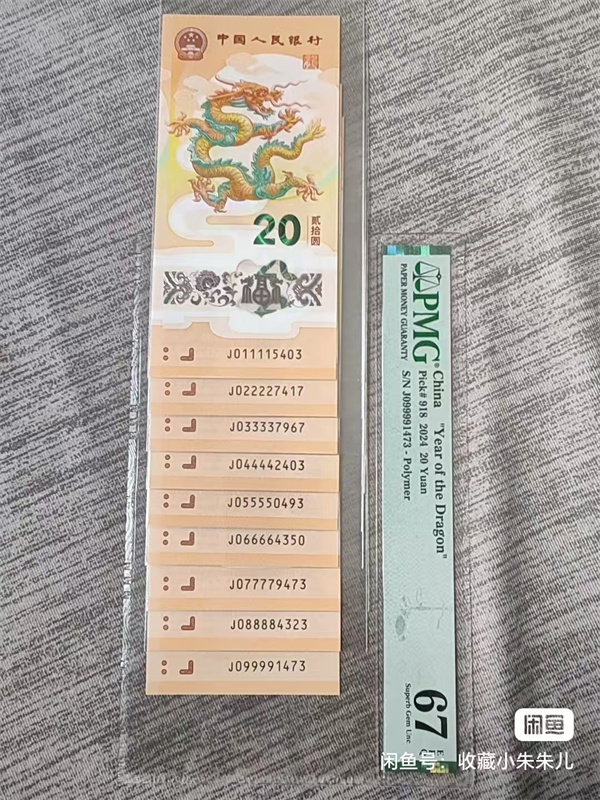 中国人民银行
20
贰拾圆
福
J011115403
J022227417
J033337967
J044442403
J055550493
J066664350
J077779473
J088884323
J099991473
PMG
PAPER MONEY GUARANTY
China "Year of the Dragon"
Pick# 918 2024 20 Yuan
S/N J099991473 - Polymer
67
Superb Gem Unc
闲鱼
闲鱼号：收藏小朱朱儿